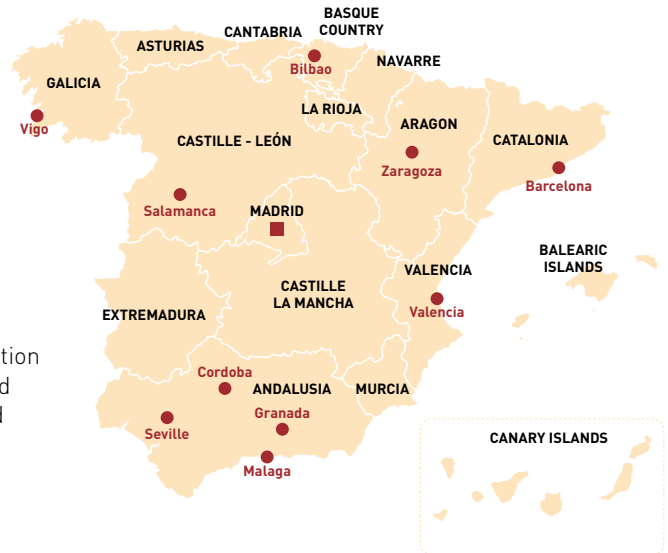 BASQUE
COUNTRY
CANTABRIA
ASTURIAS
Bilbao
NAVARRE
GALICIA
LA RIOJA
Vigo
ARAGON
CASTILLE - LEÓN
CATALONIA
Zaragoza
Barcelona
Salamanca
MADRID
BALEARIC
ISLANDS
VALENCIA
CASTILLE
LA MANCHA
Valencia
EXTREMADURA
tion
d
Cordoba
ANDALUSIA
MURCIA
Granada
Seville
CANARY ISLANDS
Malaga